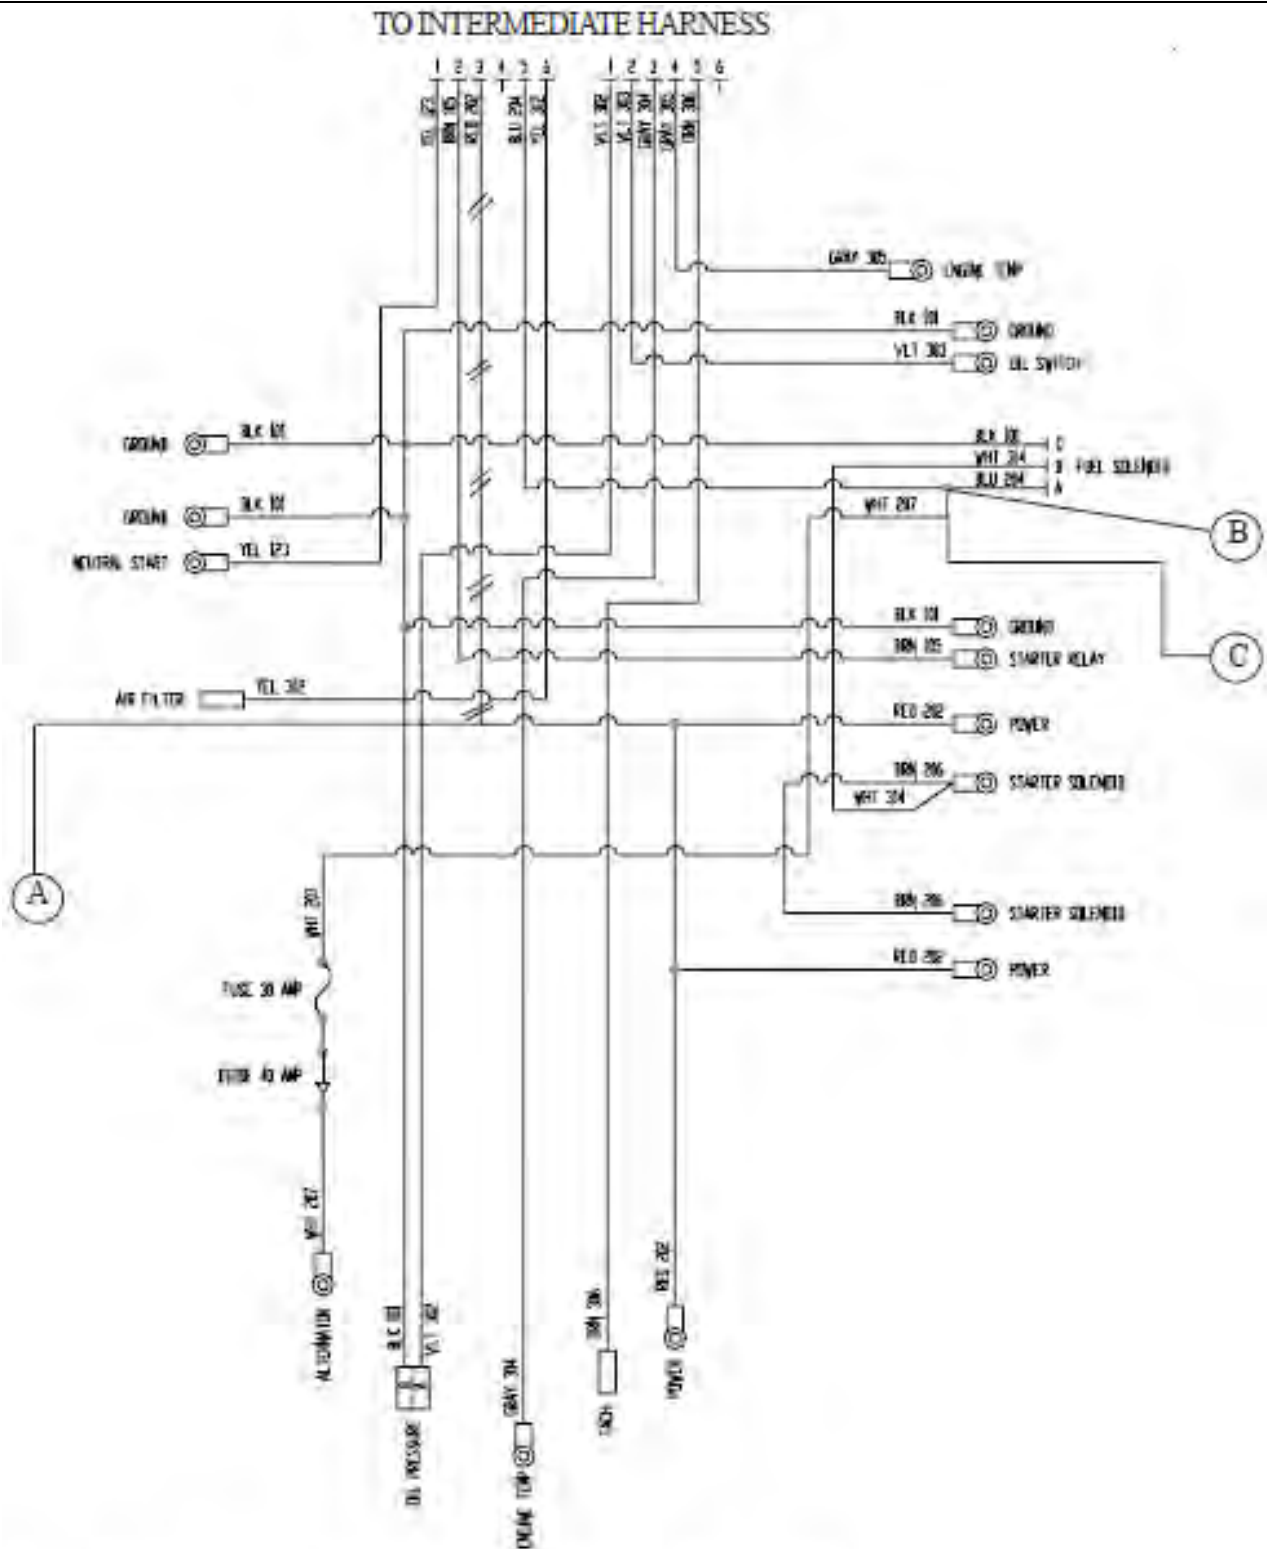 TO INTERMEDIATE HARNESS
1 2 3 4 5 6 1 2 3 4 5 6
YEL 123
BRN 105
RED 202
BLU 294
YEL 312
VLT 302
VLT 303
GRAY 304
GRAY 305
BRN 306
GRAY 305 ENGINE TEMP
BLK 101 GROUND
VLT 303 OIL SWITCH
GROUND BLK 101
BLK 101 C
WHT 314 B FUEL SOLENOID
BLU 294 A
GROUND BLK 101
WHT 207
B
NEUTRAL START YEL 123
BLK 101 GROUND
BRN 105 STARTER RELAY
C
AIR FILTER YEL 312
RED 202 POWER
BRN 206 STARTER SOLENOID
WHT 314
A
WHT 207
BRN 206 STARTER SOLENOID
RED 202 POWER
FUSE 30 AMP
40 AMP
WHT 207
ALTERNATOR
BLK 101
VLT 302
OIL PRESSURE
GRAY 304
ENGINE TEMP
BRN 306
TACH
RED 202
POWER